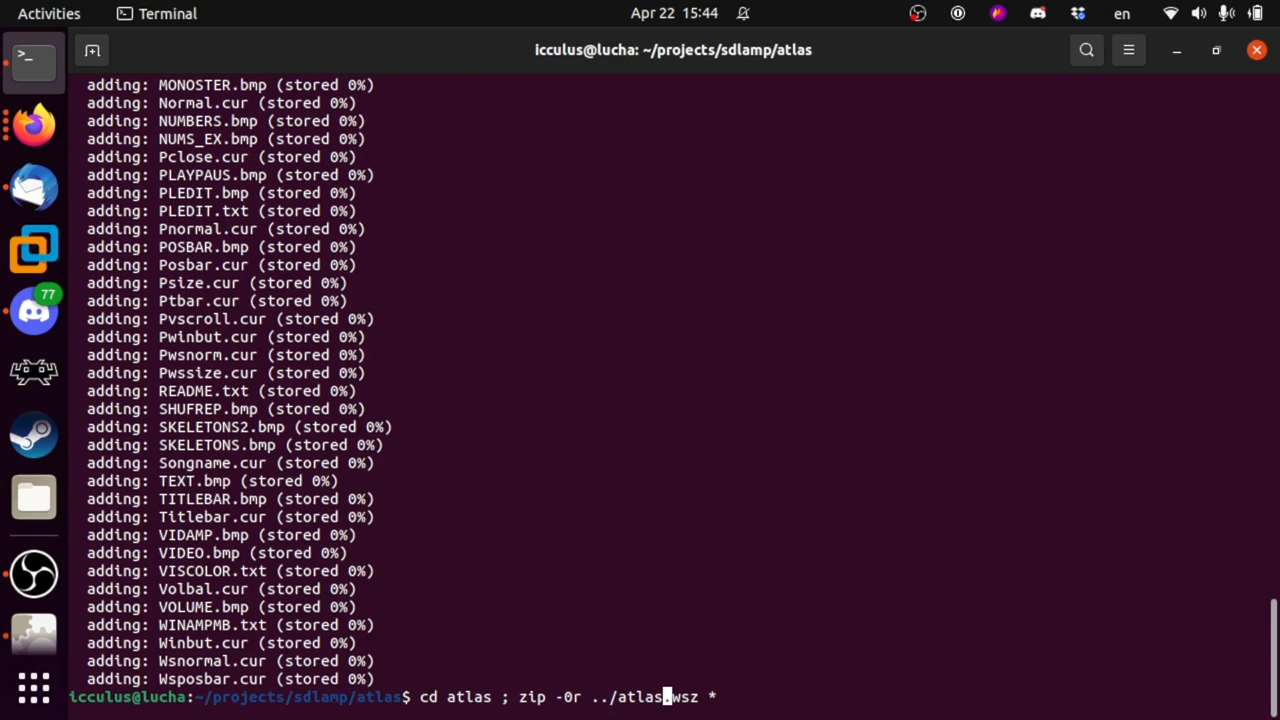 Activities
Terminal
Apr 22 15:44
en
icculus@lucha: ~/projects/sdlamp/atlas
adding: MONOSTER.bmp (stored 0%)
adding: Normal.cur (stored 0%)
adding: NUMBERS.bmp (stored 0%)
adding: NUMS_EX.bmp (stored 0%)
adding: Pclose.cur (stored 0%)
adding: PLAYPAUS.bmp (stored 0%)
adding: PLEDIT.bmp (stored 0%)
adding: PLEDIT.txt (stored 0%)
adding: Pnormal.cur (stored 0%)
adding: POSBAR.bmp (stored 0%)
adding: Posbar.cur (stored 0%)
adding: Psize.cur (stored 0%)
adding: Ptbar.cur (stored 0%)
adding: Pvscroll.cur (stored 0%)
adding: Pwinbut.cur (stored 0%)
adding: Pwsnorm.cur (stored 0%)
adding: Pwssize.cur (stored 0%)
adding: README.txt (stored 0%)
adding: SHUFREP.bmp (stored 0%)
adding: SKELETONS2.bmp (stored 0%)
adding: SKELETONS.bmp (stored 0%)
adding: Songname.cur (stored 0%)
adding: TEXT.bmp (stored 0%)
adding: TITLEBAR.bmp (stored 0%)
adding: Titlebar.cur (stored 0%)
adding: VIDAMP.bmp (stored 0%)
adding: VIDEO.bmp (stored 0%)
adding: VISCOLOR.txt (stored 0%)
adding: Volbal.cur (stored 0%)
adding: VOLUME.bmp (stored 0%)
adding: WINAMPMB.txt (stored 0%)
adding: Winbut.cur (stored 0%)
adding: Wsnormal.cur (stored 0%)
adding: Wsposbar.cur (stored 0%)
icculus@lucha:~/projects/sdlamp/atlas$ cd atlas ; zip -0r ../atlas.wsz *
77